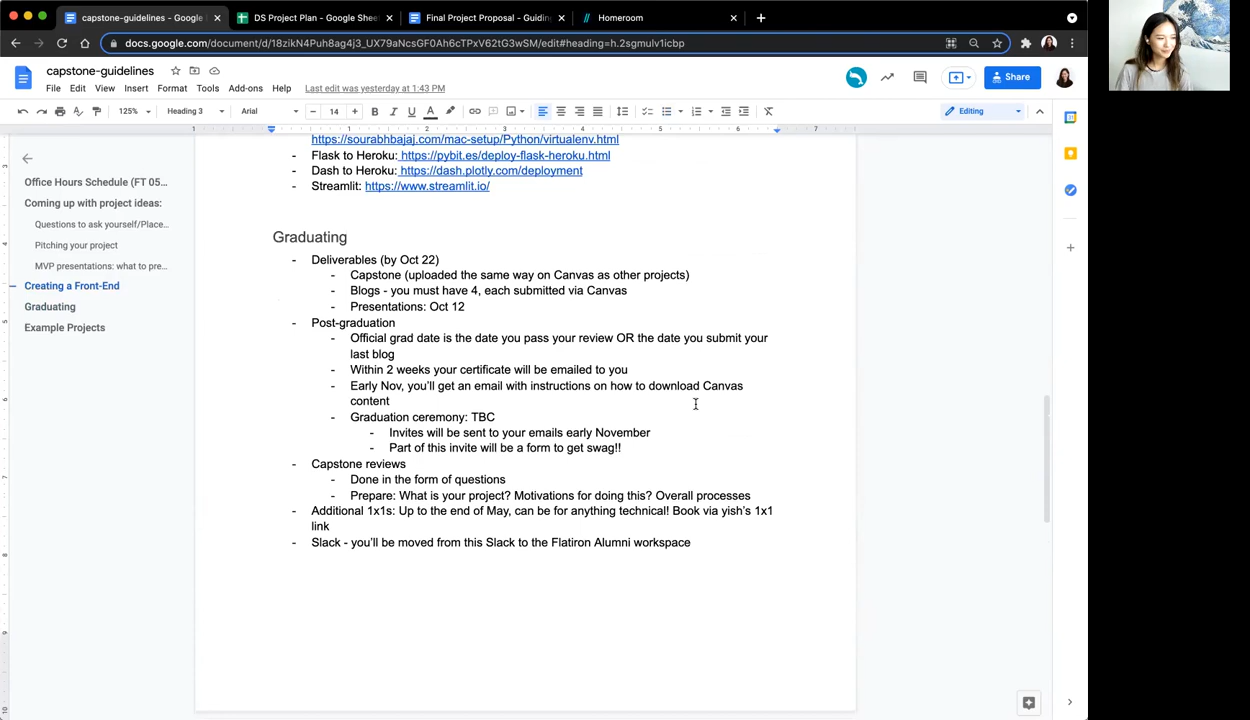 capstone-guidelines - Google
DS Project Plan - Google Shee
Final Project Proposal - Guidin
Homeroom
docs.google.com/document/d/18zikN4Puh8ag4j3_UX79aNcsGF0Ah6cTPxV62tG3wSM/edit#heading=h.2sgmulv1icbp
capstone-guidelines
File Edit View Insert Format Tools Add-ons Help Last edit was yesterday at 1:43 PM
Share
125% Heading 3 Arial 14 Editing
1 1 2 3 4 5 6 7
https://sourabhbajaj.com/mac-setup/Python/virtualenv.html
- Flask to Heroku: https://pybit.es/deploy-flask-heroku.html
- Dash to Heroku: https://dash.plotly.com/deployment
- Streamlit: https://www.streamlit.io/
Office Hours Schedule (FT 05...
Coming up with project ideas:
Questions to ask yourself/Place...
Pitching your project
MVP presentations: what to pre...
Creating a Front-End
Graduating
Example Projects
Graduating
- Deliverables (by Oct 22)
- Capstone (uploaded the same way on Canvas as other projects)
- Blogs - you must have 4, each submitted via Canvas
- Presentations: Oct 12
- Post-graduation
- Official grad date is the date you pass your review OR the date you submit your
last blog
- Within 2 weeks your certificate will be emailed to you
- Early Nov, you'll get an email with instructions on how to download Canvas
content
- Graduation ceremony: TBC
- Invites will be sent to your emails early November
- Part of this invite will be a form to get swag!!
- Capstone reviews
- Done in the form of questions
- Prepare: What is your project? Motivations for doing this? Overall processes
- Additional 1x1s: Up to the end of May, can be for anything technical! Book via yish's 1x1
link
- Slack - you'll be moved from this Slack to the Flatiron Alumni workspace